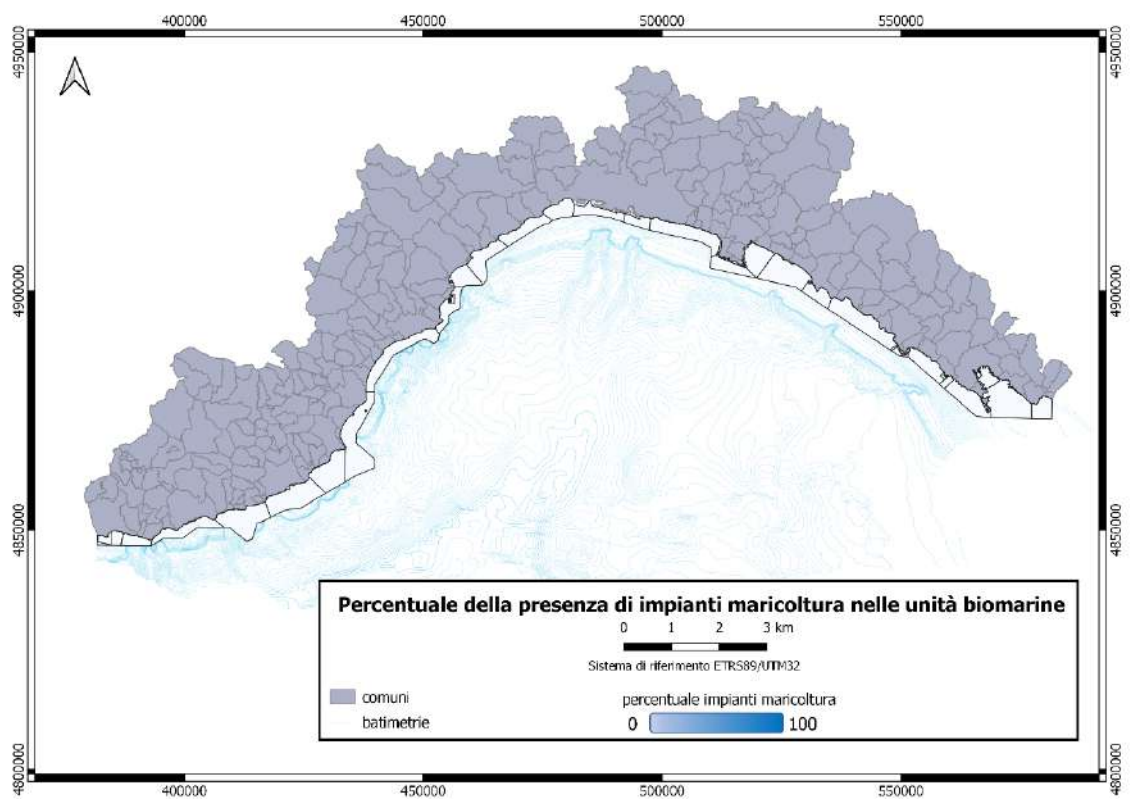 400000 450000 500000 550000
4950000 4950000
4900000 4900000
4850000 4850000
4800000 4800000
Percentuale della presenza di impianti maricoltura nelle unità biomarine
0 1 2 3 km
Sistema di riferimento ETRS89/UTM32
comuni
batimetrie
percentuale impianti maricoltura
0 100
400000 450000 500000 550000